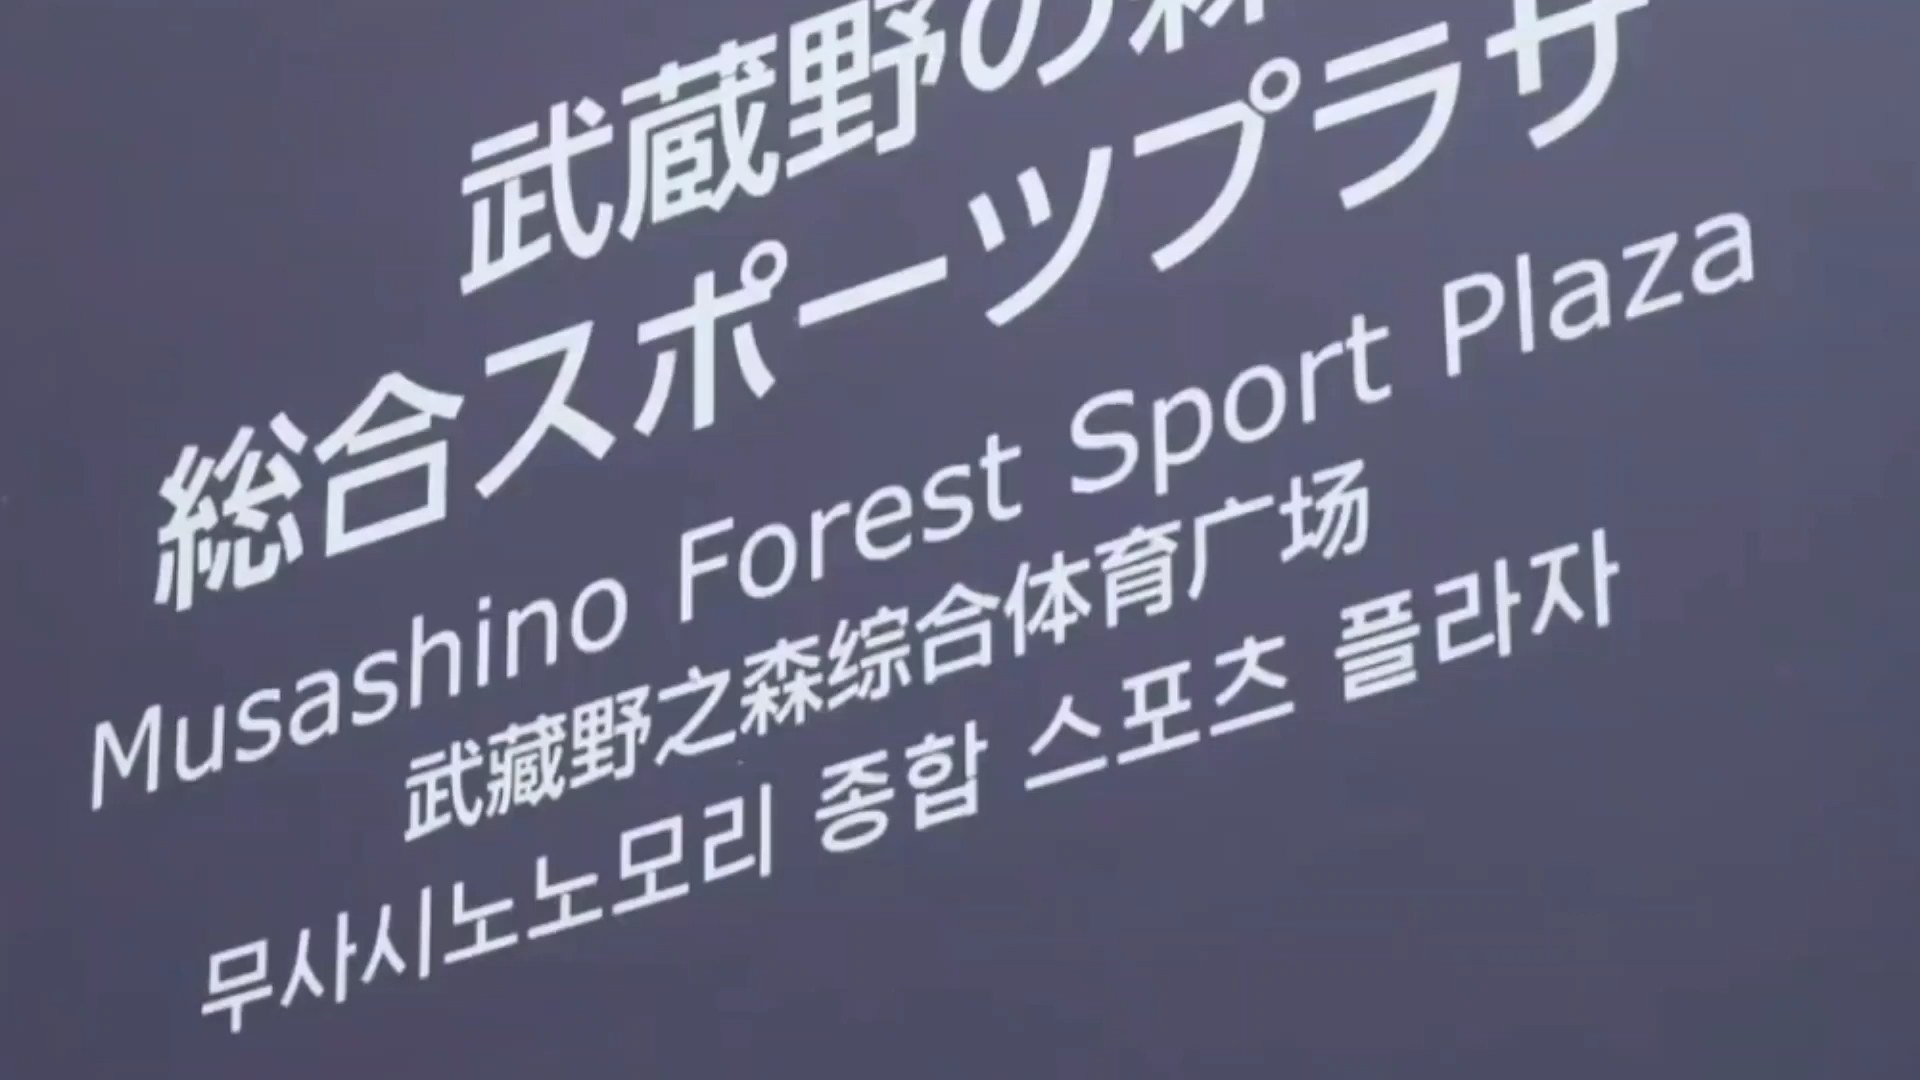 武蔵野の森
総合スポーツプラザ
Musashino Forest Sport Plaza
武藏野之森综合体育广场
무사시노노모리 종합 스포츠 플라자